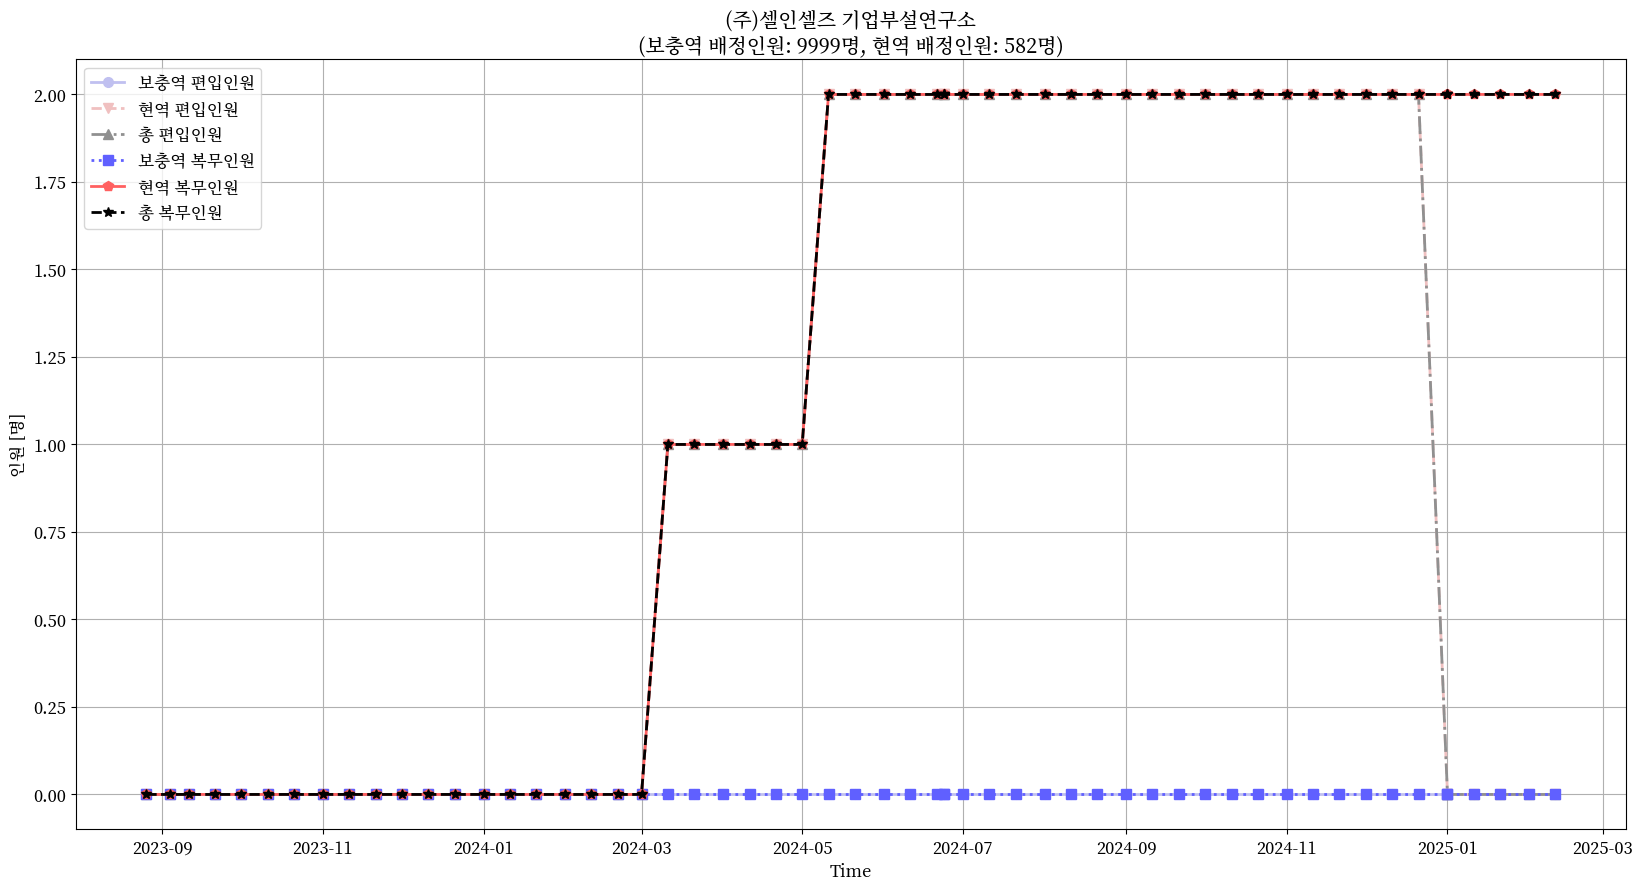 (주)셀인셀즈 기업부설연구소
(보충역 배정인원: 9999명, 현역 배정인원: 582명)
보충역 편입인원
현역 편입인원
총 편입인원
보충역 복무인원
현역 복무인원
총 복무인원
인원 [명]
2.00
1.75
1.50
1.25
1.00
0.75
0.50
0.25
0.00
2023-09
2023-11
2024-01
2024-03
2024-05
2024-07
2024-09
2024-11
2025-01
2025-03
Time